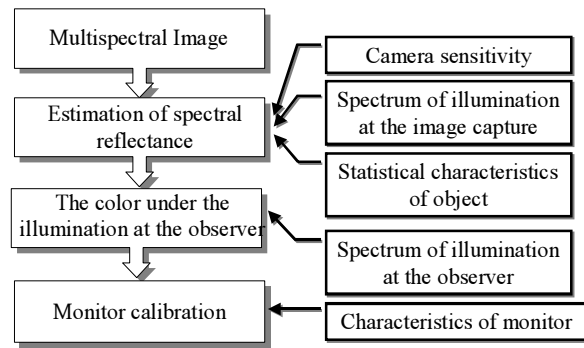 Multispectral Image
Estimation of spectral
reflectance
The color under the
illumination at the observer
Monitor calibration
Camera sensitivity
Spectrum of illumination
at the image capture
Statistical characteristics
of object
Spectrum of illumination
at the observer
Characteristics of monitor